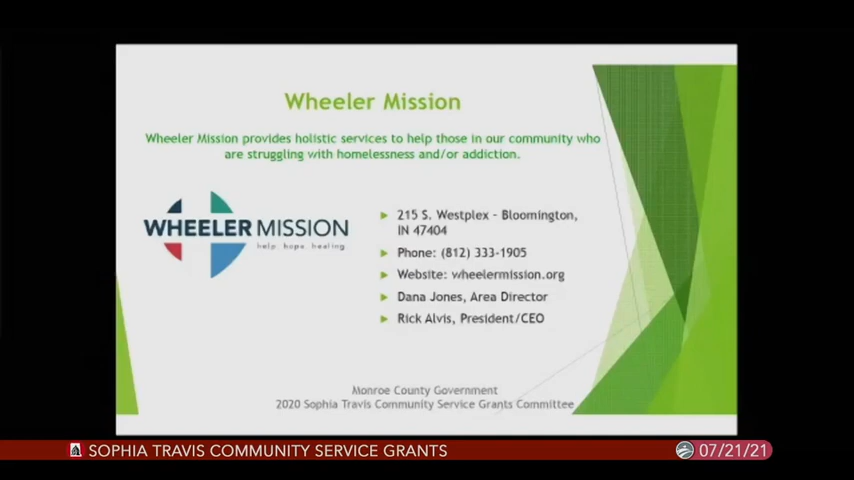 Wheeler Mission
Wheeler Mission provides holistic services to help those in our community who
are struggling with homelessness and/or addiction.
WHEELER MISSION
help. hope. healing.
215 S. Westplex – Bloomington,
IN 47404
Phone: (812) 333-1905
Website: wheelermission.org
Dana Jones, Area Director
Rick Alvis, President/CEO
Monroe County Government
2020 Sophia Travis Community Service Grants Committee
SOPHIA TRAVIS COMMUNITY SERVICE GRANTS
07/21/21